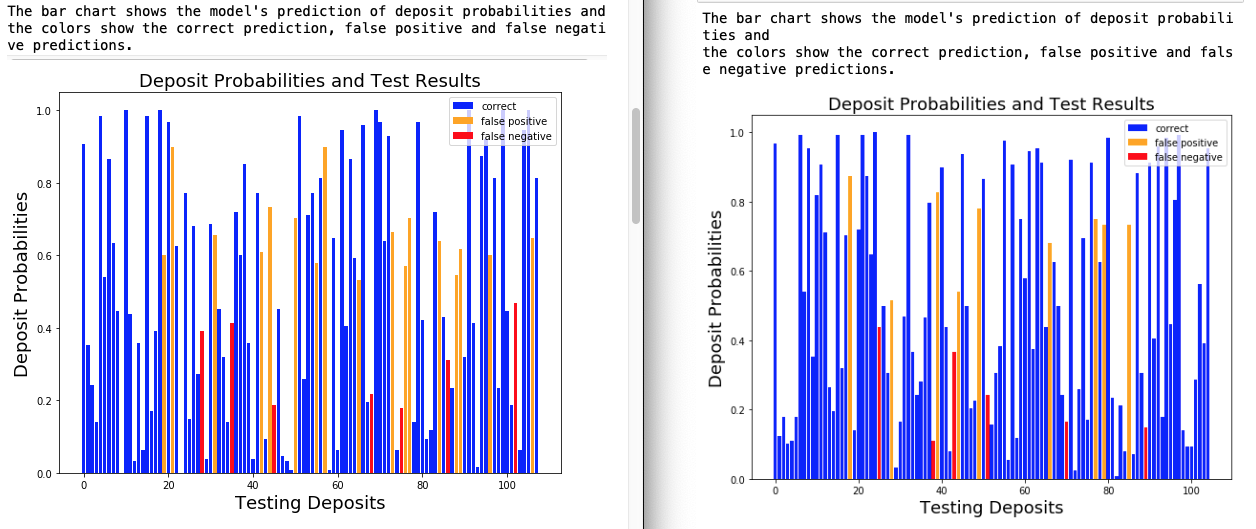 The bar chart shows the model's prediction of deposit probabilities and
the colors show the correct prediction, false positive and false negati
ve predictions.
Deposit Probabilities and Test Results
correct
false positive
false negative
1.0
0.8
0.6
0.4
0.2
0.0
Deposit Probabilities
0
20
40
60
80
100
Testing Deposits
The bar chart shows the model's prediction of deposit probabili
ties and
the colors show the correct prediction, false positive and fals
e negative predictions.
Deposit Probabilities and Test Results
correct
false positive
false negative
1.0
0.8
0.6
0.4
0.2
0.0
Deposit Probabilities
0
20
40
60
80
100
Testing Deposits